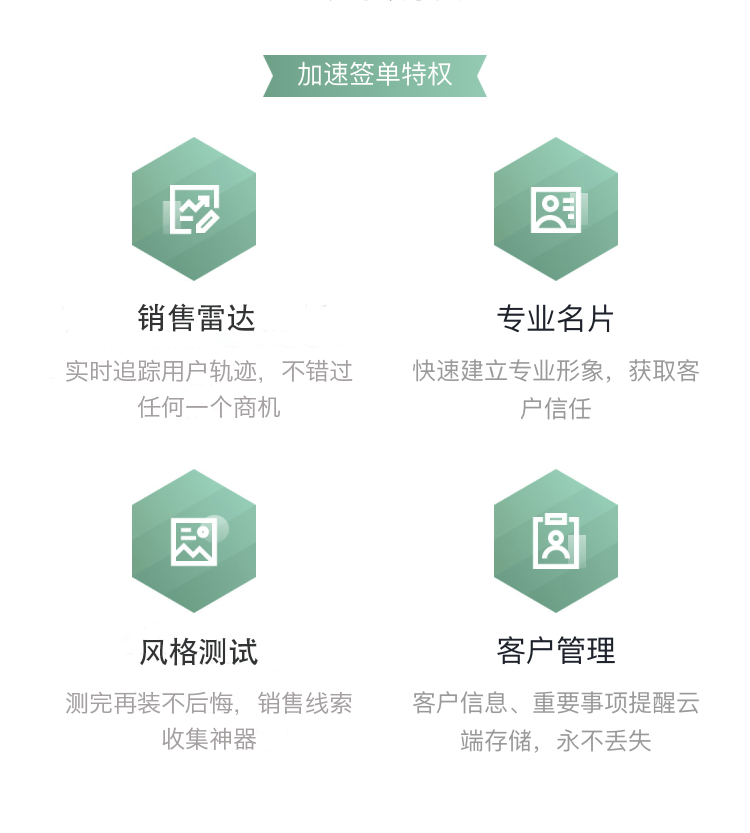 加速签单特权
销售雷达
实时追踪用户轨迹，不错过
任何一个商机
专业名片
快速建立专业形象，获取客
户信任
风格测试
测完再装不后悔，销售线索
收集神器
客户管理
客户信息、重要事项提醒云
端存储，永不丢失